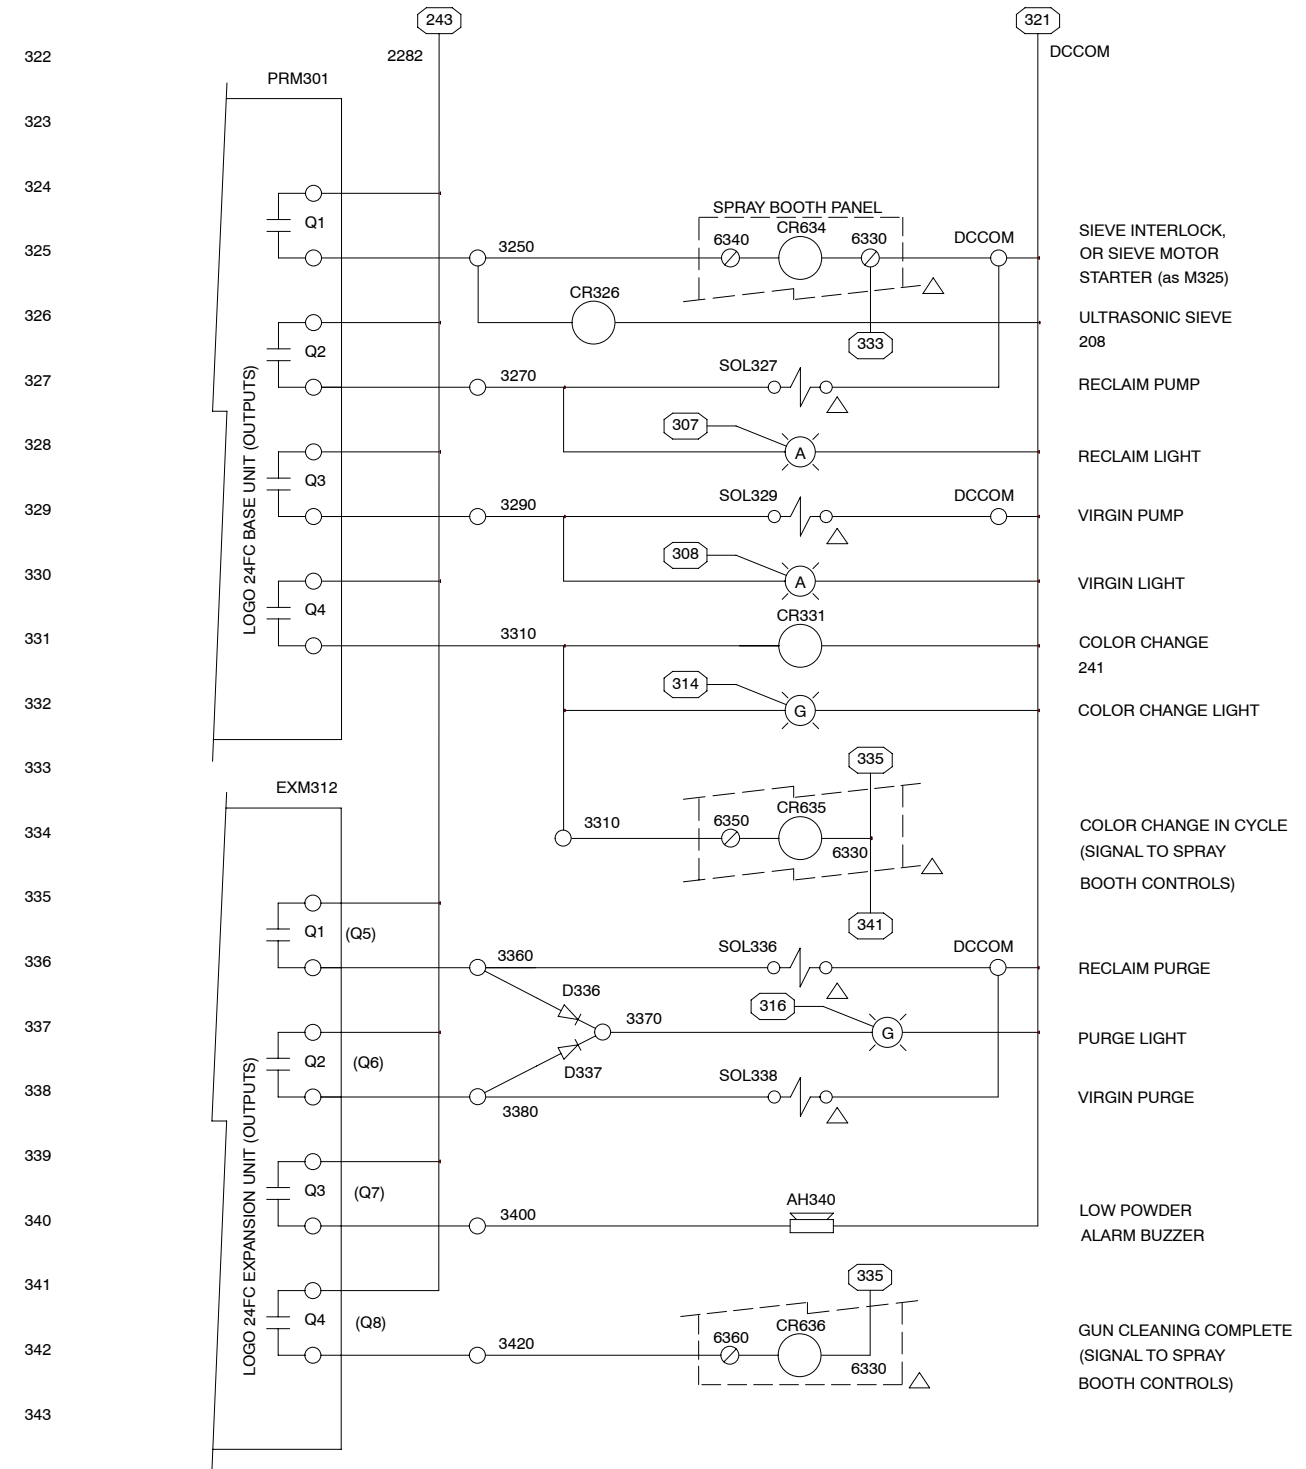 243
321
322
2282
DCCOM
PRM301
323
324
Q1
SPRAY BOOTH PANEL
CR634
325
3250
6340
6330
DCCOM
SIEVE INTERLOCK,
OR SIEVE MOTOR
STARTER (as M325)
CR326
326
ULTRASONIC SIEVE
208
Q2
333
SOL327
327
3270
RECLAIM PUMP
307
328
A
RECLAIM LIGHT
LOGO 24FC BASE UNIT (OUTPUTS)
Q3
SOL329
DCCOM
329
3290
VIRGIN PUMP
308
330
A
VIRGIN LIGHT
Q4
CR331
331
3310
COLOR CHANGE
241
314
332
G
COLOR CHANGE LIGHT
333
335
EXM312
CR635
334
3310
6350
6330
COLOR CHANGE IN CYCLE
(SIGNAL TO SPRAY
BOOTH CONTROLS)
335
341
Q1 (Q5)
SOL336
DCCOM
336
3360
RECLAIM PURGE
D336
316
337
3370
G
PURGE LIGHT
Q2 (Q6)
D337
SOL338
338
3380
VIRGIN PURGE
LOGO 24FC EXPANSION UNIT (OUTPUTS)
339
Q3 (Q7)
AH340
340
3400
LOW POWDER
ALARM BUZZER
341
335
Q4 (Q8)
CR636
342
3420
6360
6330
GUN CLEANING COMPLETE
(SIGNAL TO SPRAY
BOOTH CONTROLS)
343